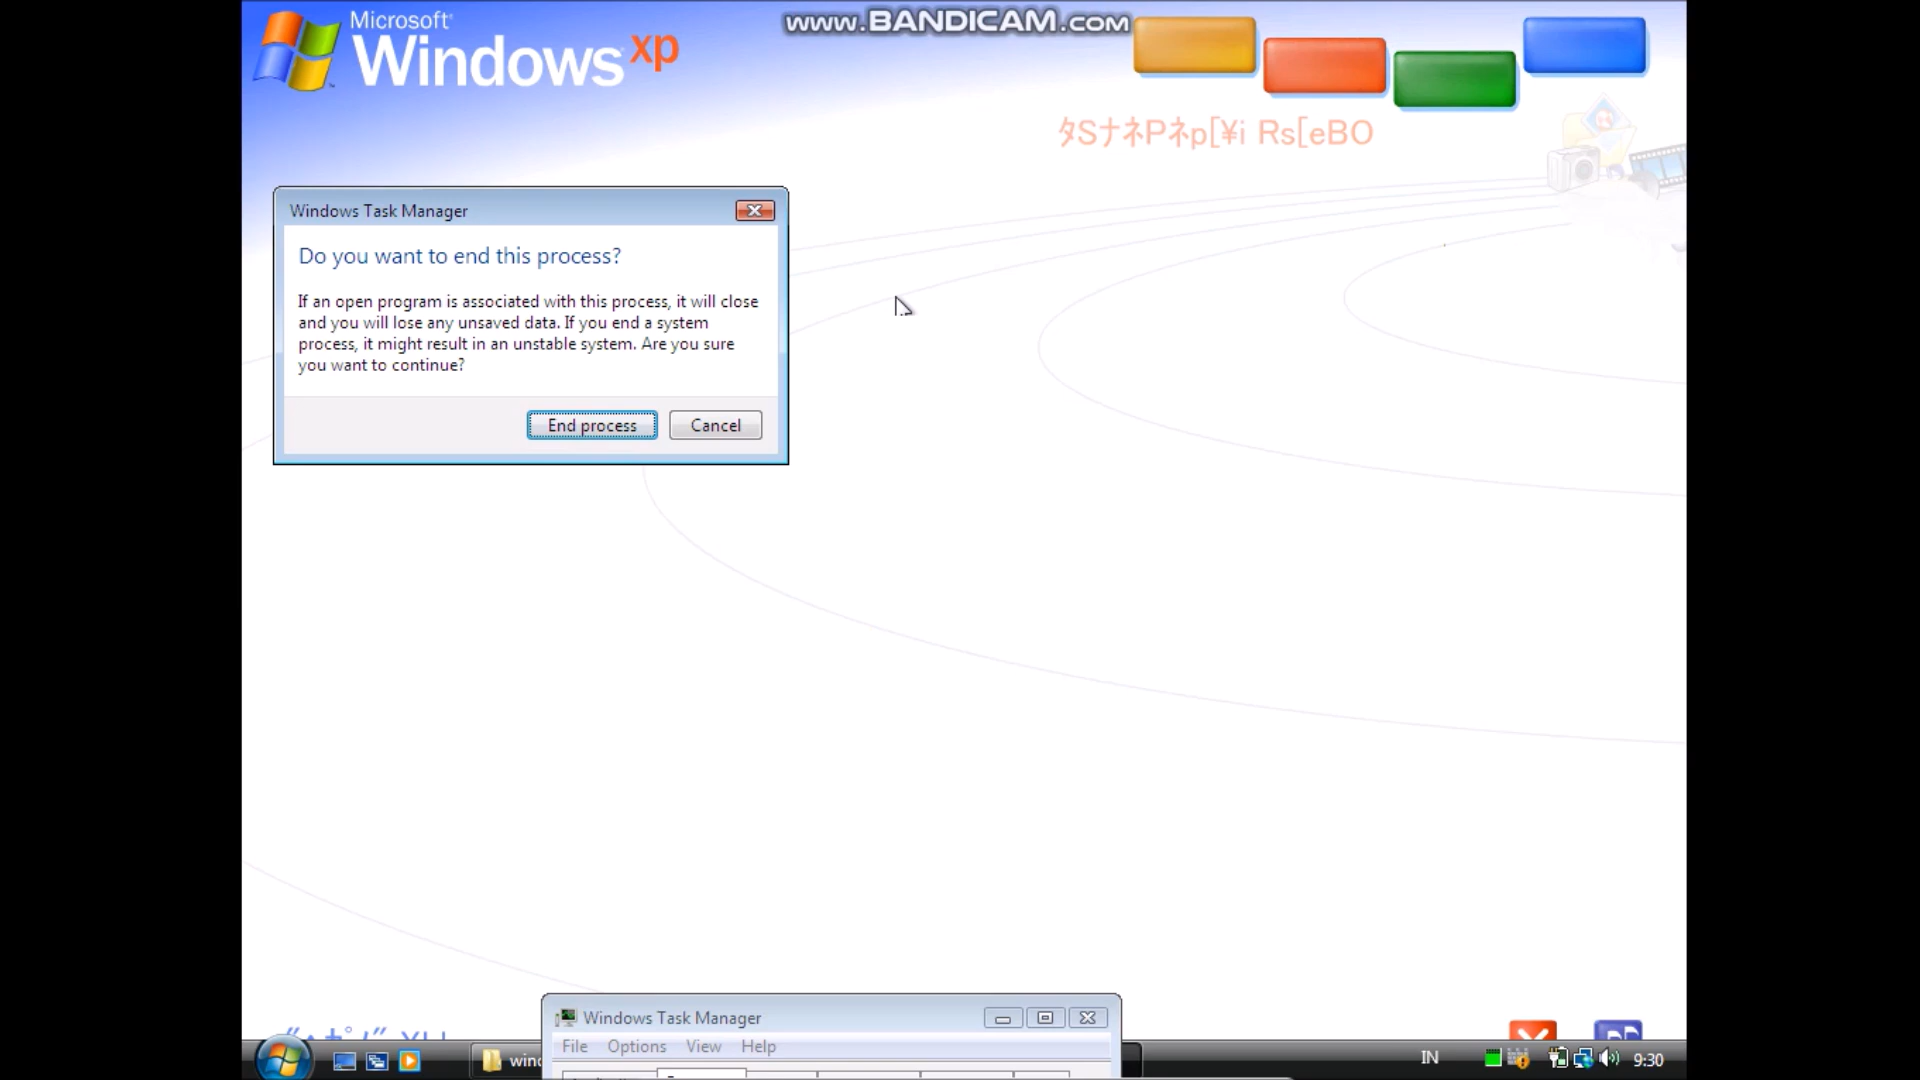 Microsoft
Windows xp
www.BANDICAM.com
ﾀSﾅﾈPﾈp[¥i Rs[eBO
Windows Task Manager
Do you want to end this process?
If an open program is associated with this process, it will close
and you will lose any unsaved data. If you end a system
process, it might result in an unstable system. Are you sure
you want to continue?
End process
Cancel
Windows Task Manager
File Options View Help
IN
9:30